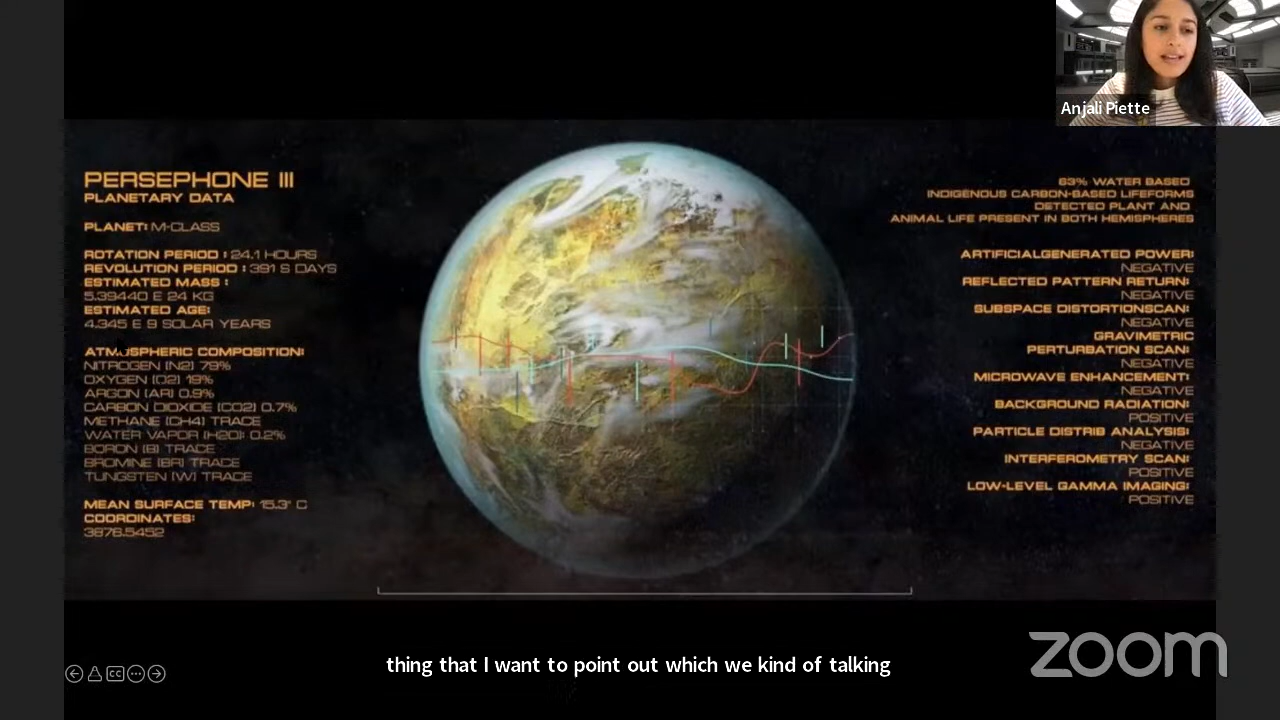 Anjali Piette
PERSEPHONE III
PLANETARY DATA
PLANET: M-CLASS
ROTATION PERIOD : 24.1 HOURS
REVOLUTION PERIOD : 391 S DAYS
ESTIMATED MASS :
5.39440 E 24 KG
ESTIMATED AGE:
4.345 E 9 SOLAR YEARS
ATMOSPHERIC COMPOSITION:
NITROGEN (N2) 79%
OXYGEN (O2) 19%
ARGON (AR) 0.9%
CARBON DIOXIDE (CO2) 0.7%
METHANE (CH4) TRACE
WATER VAPOR (H2O): 0.2%
BORON (B) TRACE
BROMINE (BR) TRACE
TUNGSTEN (W) TRACE
MEAN SURFACE TEMP: 15.3° C
COORDINATES:
3876.5452
63% WATER BASED
INDIGENOUS CARBON-BASED LIFEFORMS
DETECTED PLANT AND
ANIMAL LIFE PRESENT IN BOTH HEMISPHERES
ARTIFICIALGENERATED POWER:
NEGATIVE
REFLECTED PATTERN RETURN:
NEGATIVE
SUBSPACE DISTORTIONSCAN:
NEGATIVE
GRAVIMETRIC
PERTURBATION SCAN:
NEGATIVE
MICROWAVE ENHANCEMENT:
NEGATIVE
BACKGROUND RADIATION:
POSITIVE
PARTICLE DISTRIB ANALYSIS:
NEGATIVE
INTERFEROMETRY SCAN:
POSITIVE
LOW-LEVEL GAMMA IMAGING:
POSITIVE
thing that I want to point out which we kind of talking
CC
zoom